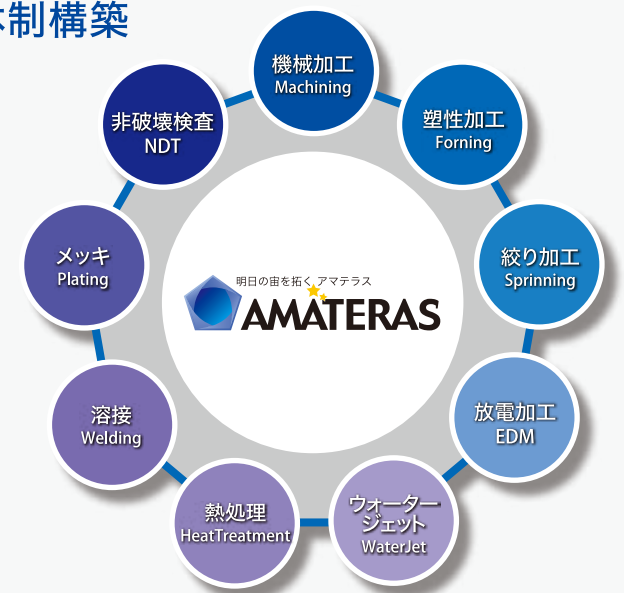 体制構築
機械加工
Machining
塑性加工
Forning
絞り加工
Sprinning
放電加工
EDM
ウォーター
ジェット
WaterJet
熱処理
HeatTreatment
溶接
Welding
メッキ
Plating
非破壊検査
NDT
明日の宙を拓く アマテラス
AMATERAS